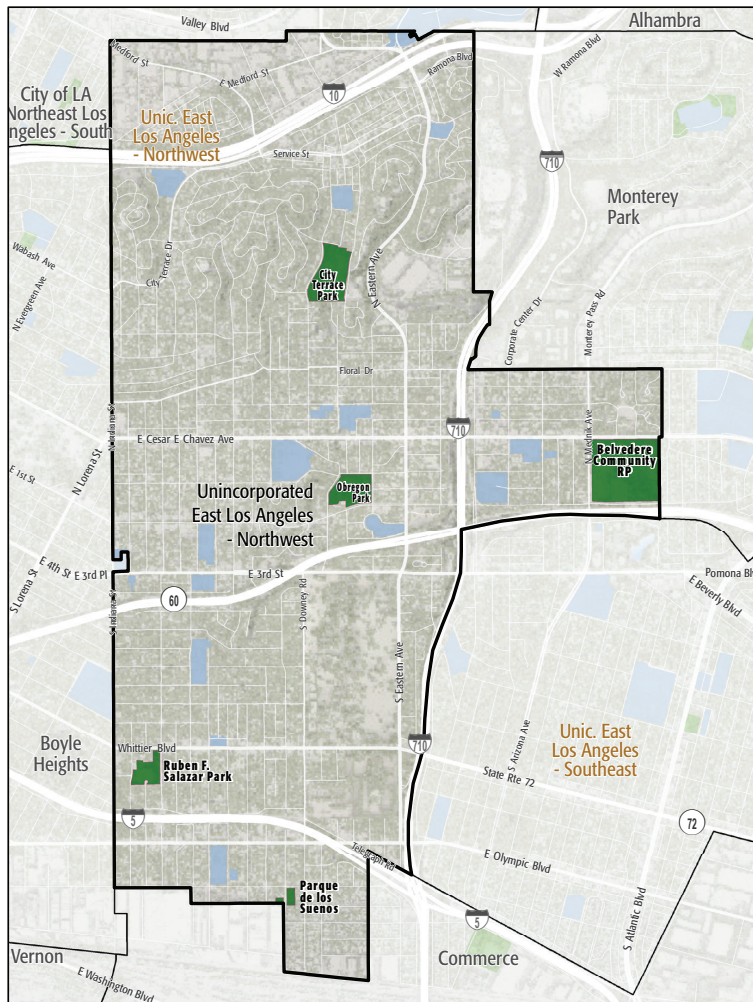 Valley Blvd
Alhambra
Medford St
E Medford St
Ramona Blvd
W Ramona Blvd
City of LA
Northeast Los
ngeles - South
10
Unic. East
Los Angeles
- Northwest
Service St
710
Monterey
Park
Wabash Ave
N Evergreen Ave
City Terrace Dr
City
Terrace
Park
N Eastern Ave
Corporate Center Dr
Monterey Pass Rd
Floral Dr
N Indiana St
710
N Mednik Ave
E Cesar E Chavez Ave
N Lorena St
Belvedere
Community
RP
E 1st St
Unincorporated
East Los Angeles
- Northwest
Obregon
Park
E 4th St
E 3rd Pl
E 3rd St
Pomona Blv
E Beverly Blvd
S Lorena St
60
S Indiana St
S Downey Rd
S Eastern Ave
Boyle
Heights
Whittier Blvd
710
S Arizona Ave
Unic. East
Los Angeles
- Southeast
Ruben F.
Salazar Park
State Rte 72
5
72
Telegraph Rd
E Olympic Blvd
Parque
de los
Suenos
S Atlantic Blvd
5
Vernon
Commerce
E Washington Blvd